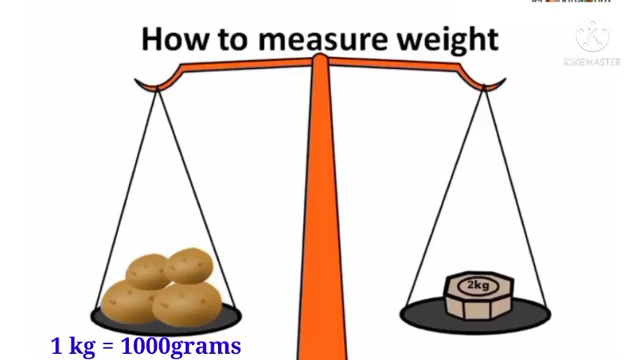 How to measure weight
KINEMASTER
2kg
1 kg = 1000grams